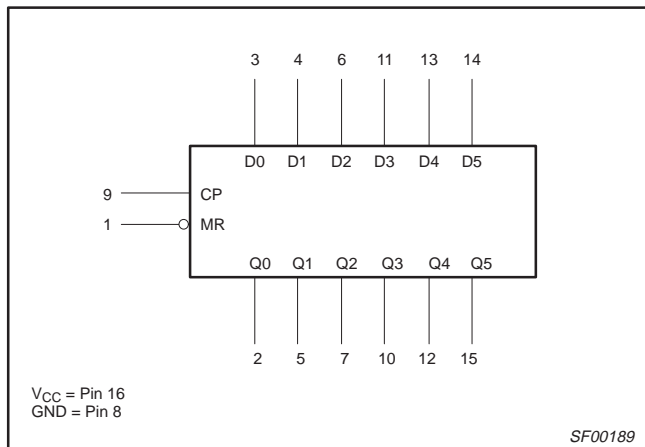 3 4 6 11 13 14
D0 D1 D2 D3 D4 D5
9 CP
1 MR
Q0 Q1 Q2 Q3 Q4 Q5
2 5 7 10 12 15
VCC = Pin 16
GND = Pin 8
SF00189